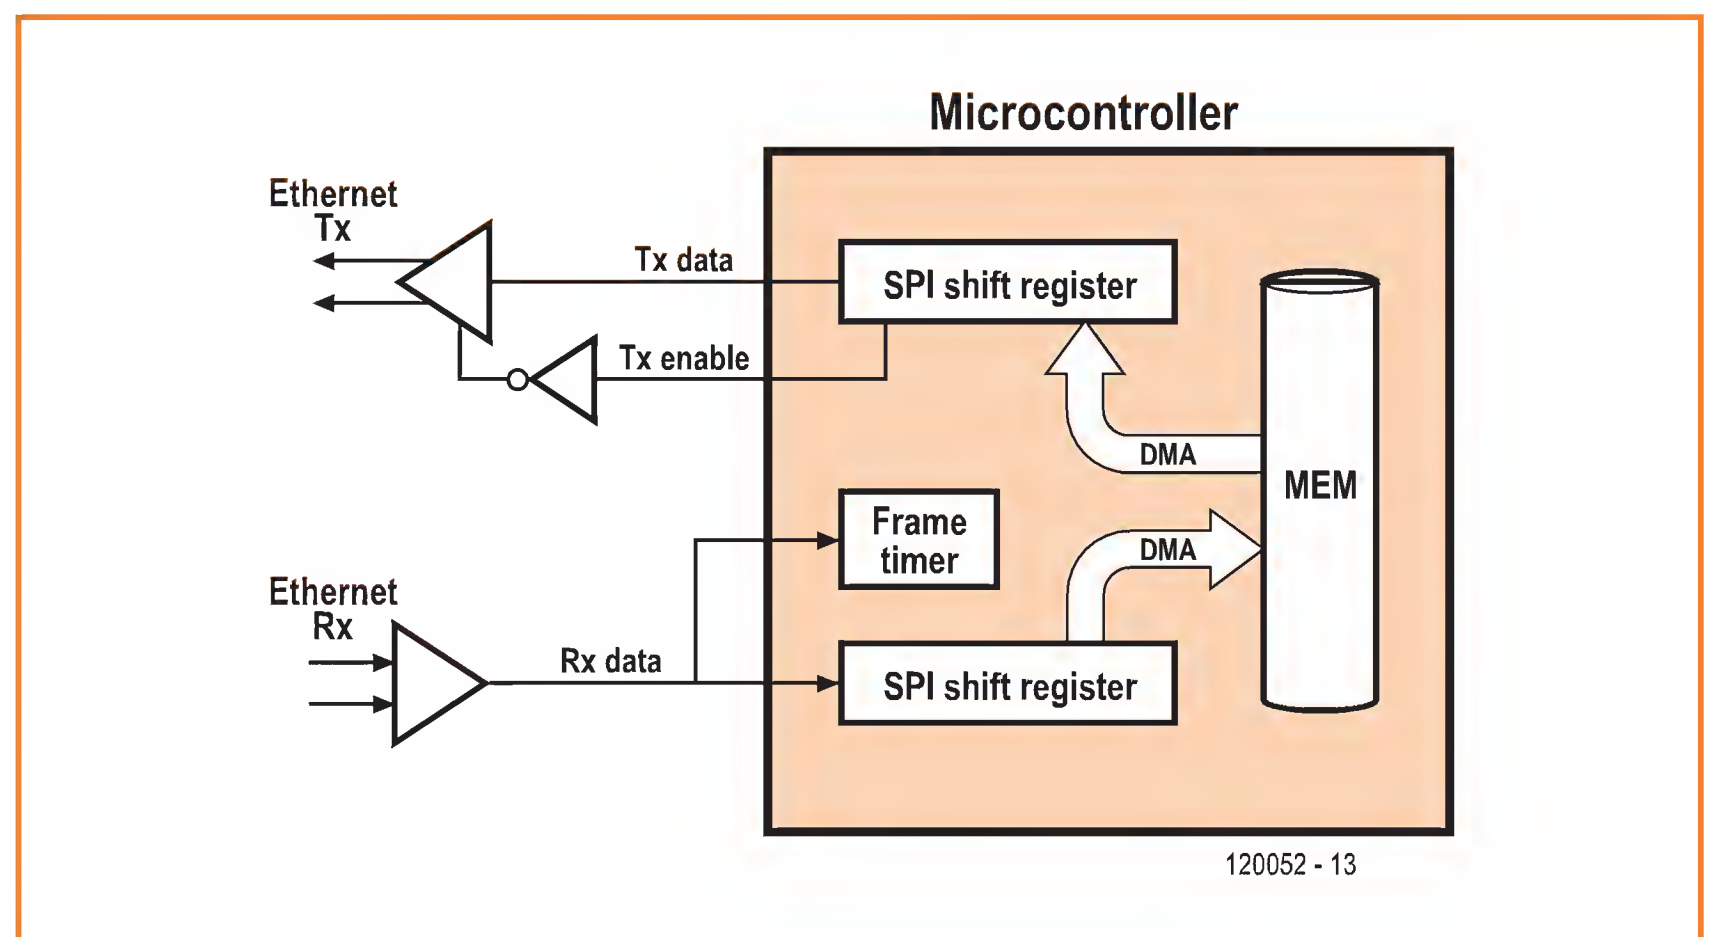 Microcontroller
Ethernet
Tx
Tx data
SPI shift register
Tx enable
DMA
MEM
Frame
timer
DMA
Ethernet
Rx
Rx data
SPI shift register
120052 - 13